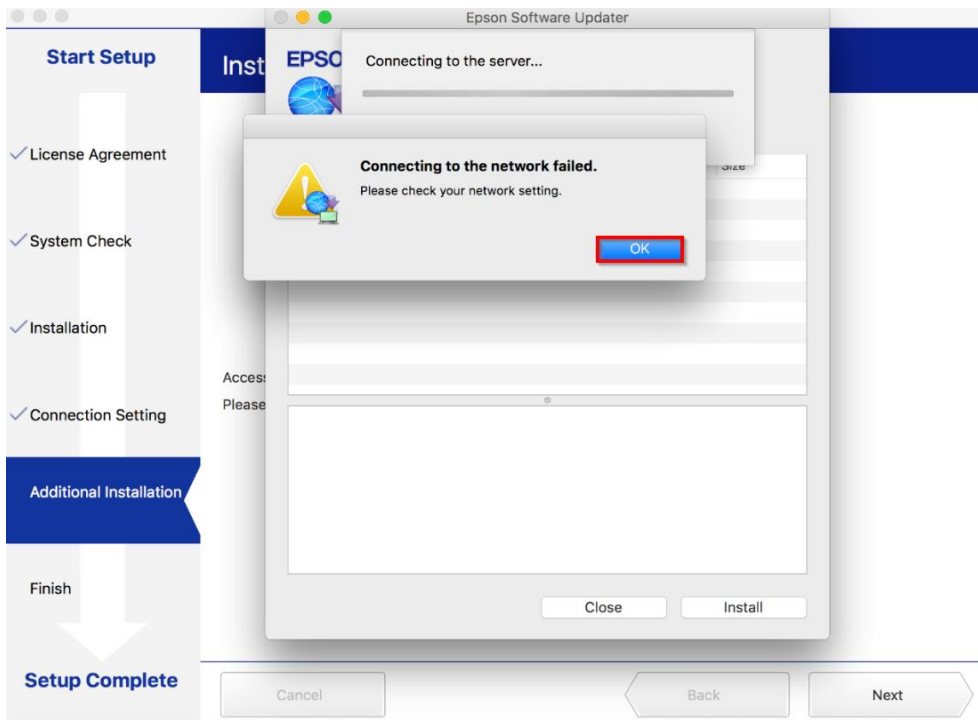 Epson Software Updater
Start Setup
Inst
EPSO
Connecting to the server...
License Agreement
Connecting to the network failed.
Size
Please check your network setting.
System Check
OK
Installation
Access
Please
Connection Setting
Additional Installation
Finish
Close
Install
Setup Complete
Cancel
Back
Next